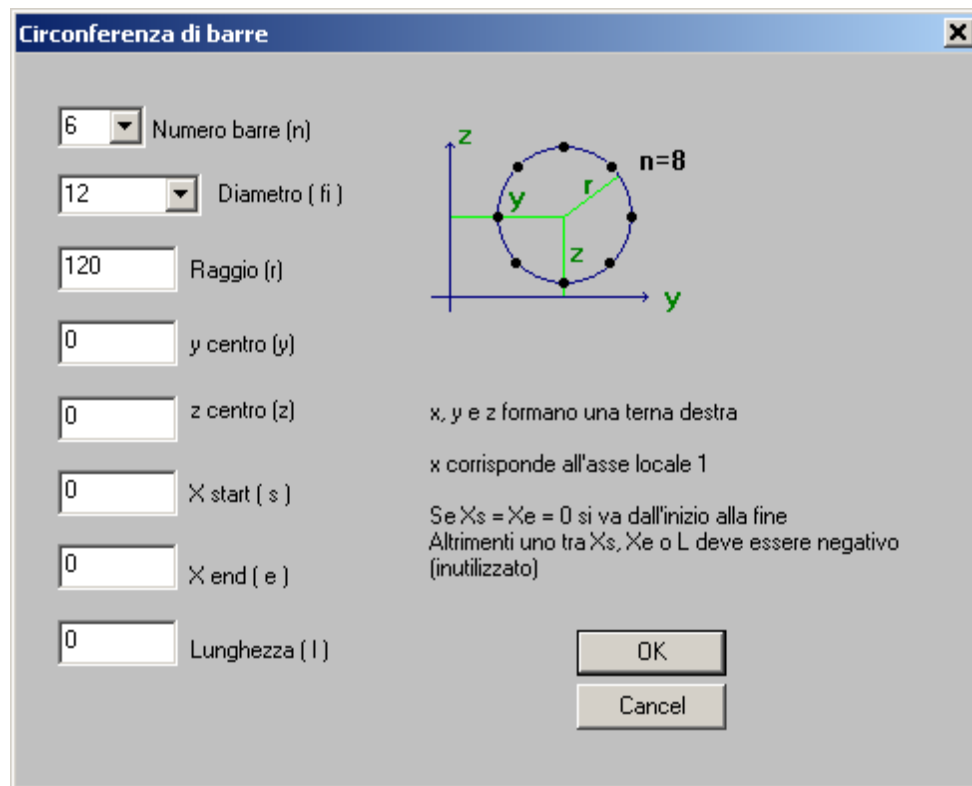 Circonferenza di barre
6 Numero barre (n)
12 Diametro ( fi )
120 Raggio (r)
0 y centro (y)
0 z centro (z)
0 X start ( s )
0 X end ( e )
0 Lunghezza ( l )
z
n=8
r
y
z
y
x, y e z formano una terna destra
x corrisponde all'asse locale 1
Se Xs = Xe = 0 si va dall'inizio alla fine
Altrimenti uno tra Xs, Xe o L deve essere negativo
(inutilizzato)
OK
Cancel